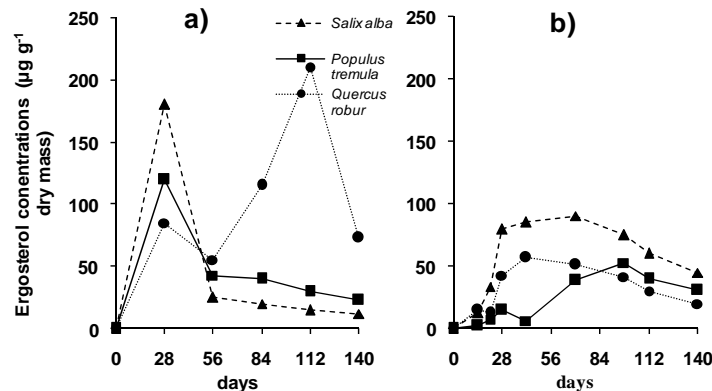 a)
Salix alba
Populus
tremula
Quercus
robur
b)
Ergosterol conentrations (µg g-1
dry mass)
250
200
150
100
50
0
0 28 56 84 112 140
days
250
200
150
100
50
0
0 28 56 84 112 140
days